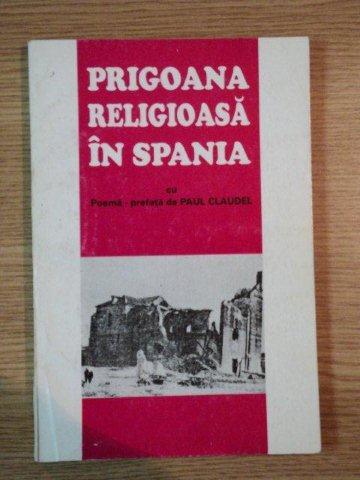 PRIGOANA
RELIGIOASĂ
ÎN SPANIA
cu
Poemă - prefață de PAUL CLAUDEL